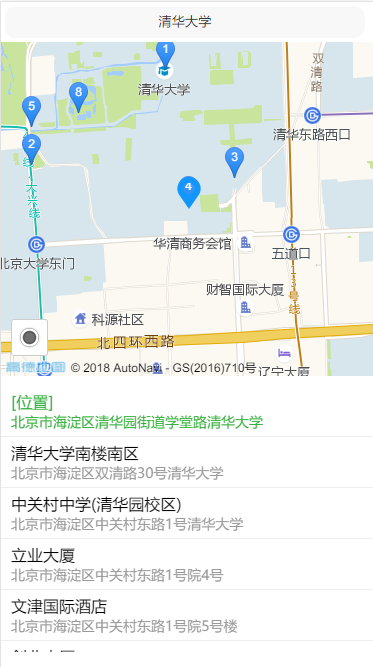 清华大学
双清路
1
8
清华大学
5
清华东路西口
2
3
大兴线
4
华清商务会馆
五道口
北京大学东门
13号线
财智国际大厦
科源社区
北四环西路
高德地图
© 2018 AutoNavi - GS(2016)710号
辽宁大厦
[位置]
北京市海淀区清华园街道学堂路清华大学
清华大学南楼南区
北京市海淀区双清路30号清华大学
中关村中学(清华园校区)
北京市海淀区中关村东路1号清华大学
立业大厦
北京市海淀区中关村东路1号院4号
文津国际酒店
北京市海淀区中关村东路1号院5号楼